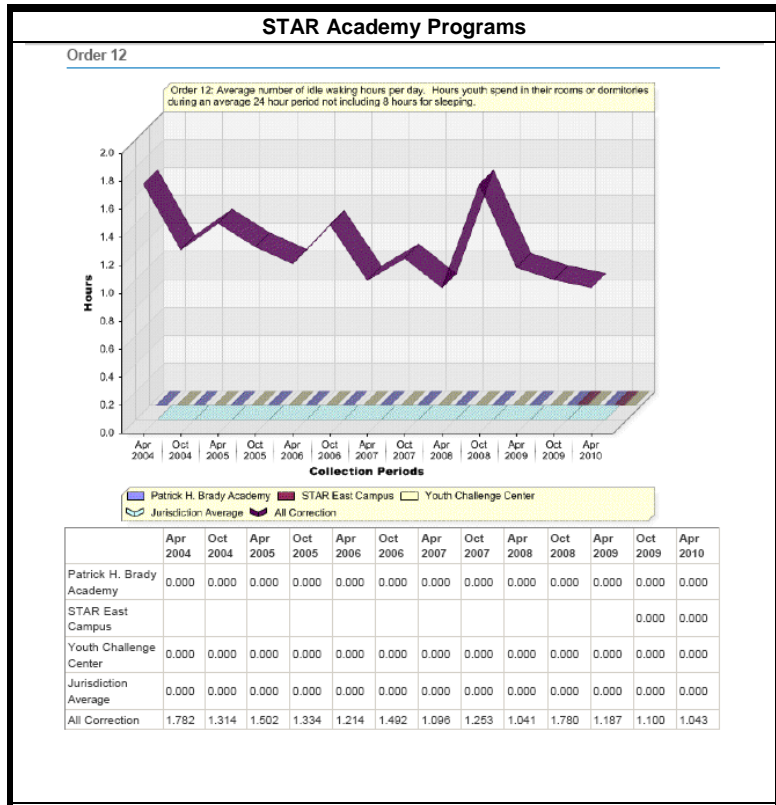 STAR Academy Programs
Order 12
Order 12: Average number of idle waking hours per day. Hours youth spend in their rooms or dormitories
during an average 24 hour period not including 8 hours for sleeping.
2.0
1.8
1.6
1.4
1.2
1.0
0.8
0.6
0.4
0.2
0.0
Hours
Apr Oct Apr Oct Apr Oct Apr Oct Apr Oct Apr Oct Apr
2004 2004 2005 2005 2006 2006 2007 2007 2008 2008 2009 2009 2010
Collection Periods
Patrick H. Brady Academy STAR East Campus Youth Challenge Center
Jurisdiction Average All Correction
Apr Oct Apr Oct Apr Oct Apr Oct Apr Oct Apr Oct Apr
2004 2004 2005 2005 2006 2006 2007 2007 2008 2008 2009 2009 2010
Patrick H. Brady
Academy 0.000 0.000 0.000 0.000 0.000 0.000 0.000 0.000 0.000 0.000 0.000 0.000 0.000
STAR East
Campus 0.000 0.000
Youth Challenge
Center 0.000 0.000 0.000 0.000 0.000 0.000 0.000 0.000 0.000 0.000 0.000 0.000 0.000
Jurisdiction
Average 0.000 0.000 0.000 0.000 0.000 0.000 0.000 0.000 0.000 0.000 0.000 0.000 0.000
All Correction 1.782 1.314 1.502 1.334 1.214 1.492 1.096 1.253 1.041 1.780 1.187 1.100 1.043